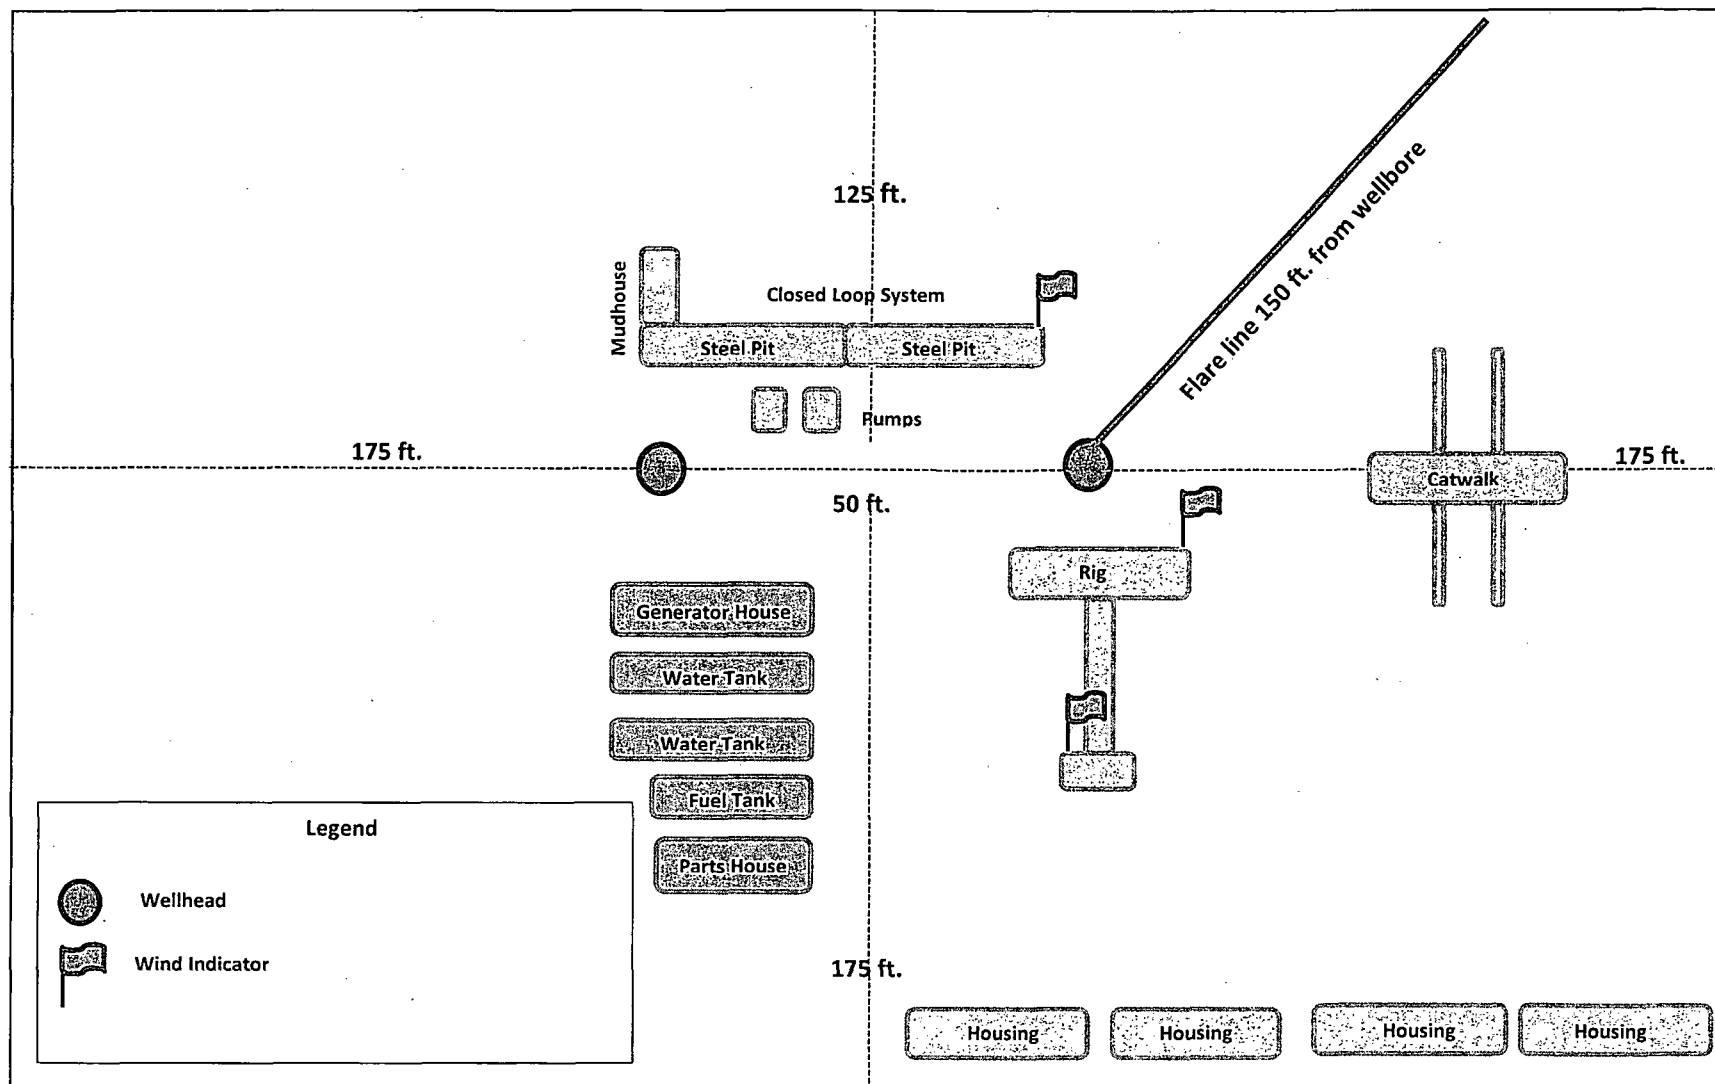 125 ft.
Flare line 150 ft. from wellbore
Mudhouse
Closed Loop System
Steel Pit
Steel Pit
Pumps
175 ft.
175 ft.
Catwalk
50 ft.
Rig
Generator House
Water Tank
Water Tank
Fuel Tank
Parts House
Legend
Wellhead
Wind Indicator
175 ft.
Housing
Housing
Housing
Housing